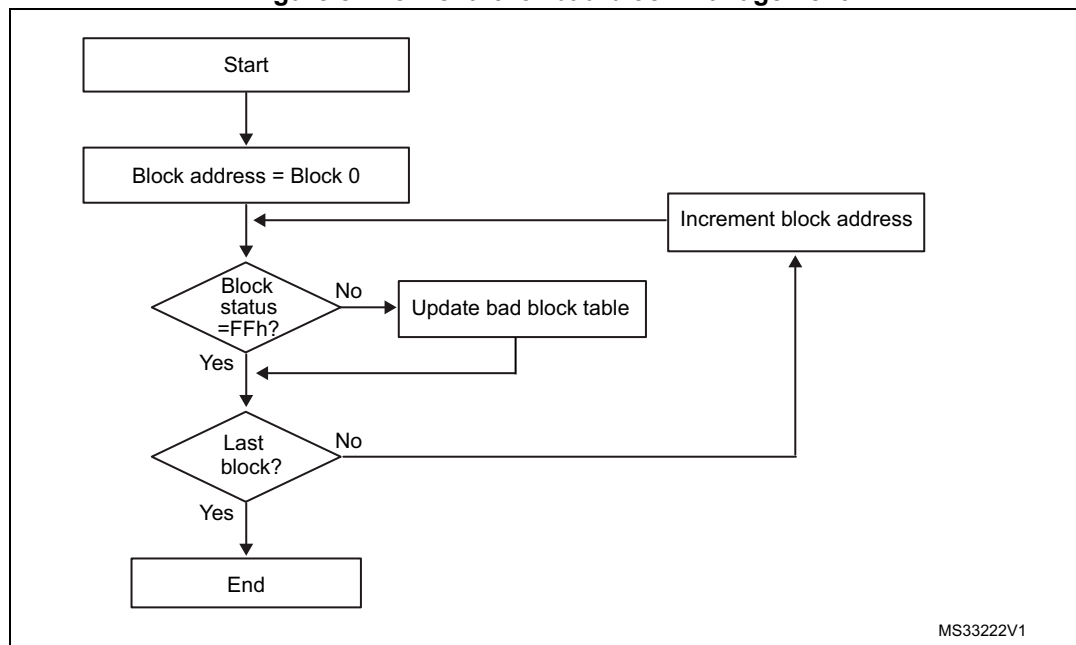 Start
Block address = Block 0
Increment block address
Block
status
=FFh?
No
Update bad block table
Yes
Last
block?
No
Yes
End
MS33222V1